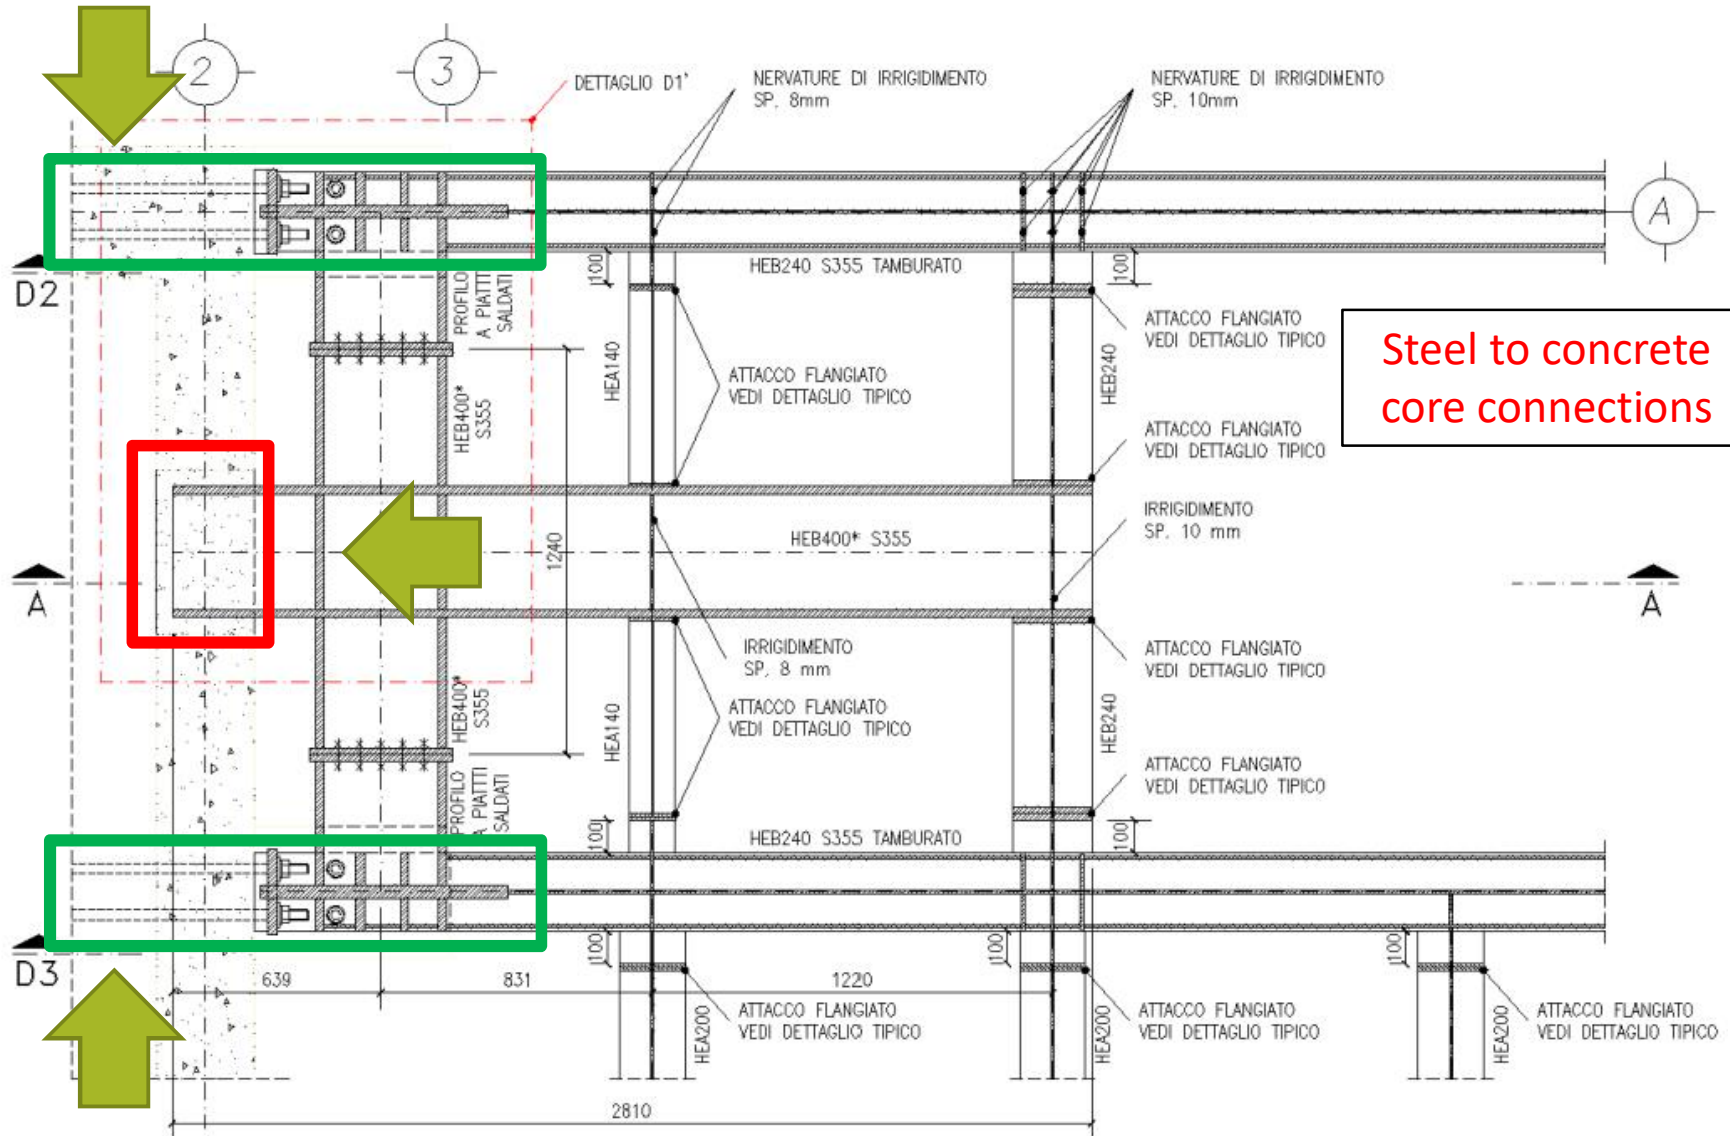 2
3
DETTAGLIO D1'
NERVATURE DI IRRIGIDIMENTO
SP. 8mm
NERVATURE DI IRRIGIDIMENTO
SP. 10mm
A
D2
100
HEB240 S355 TAMBURATO
100
PROFILO
A PIATTI
SALDATI
ATTACCO FLANGIATO
VEDI DETTAGLIO TIPICO
Steel to concrete
core connections
HEA140
ATTACCO FLANGIATO
VEDI DETTAGLIO TIPICO
HEB240
HEB400*
S355
ATTACCO FLANGIATO
VEDI DETTAGLIO TIPICO
IRRIGIDIMENTO
SP. 10 mm
HEB400* S355
1240
A
A
IRRIGIDIMENTO
SP. 8 mm
ATTACCO FLANGIATO
VEDI DETTAGLIO TIPICO
HEB400*
S355
HEA140
ATTACCO FLANGIATO
VEDI DETTAGLIO TIPICO
HEB240
ATTACCO FLANGIATO
VEDI DETTAGLIO TIPICO
PROFILO
A PIATTI
SALDATI
100
HEB240 S355 TAMBURATO
100
D3
100
100
100
639
831
1220
HEA200
ATTACCO FLANGIATO
VEDI DETTAGLIO TIPICO
HEA200
ATTACCO FLANGIATO
VEDI DETTAGLIO TIPICO
HEA200
ATTACCO FLANGIATO
VEDI DETTAGLIO TIPICO
2810